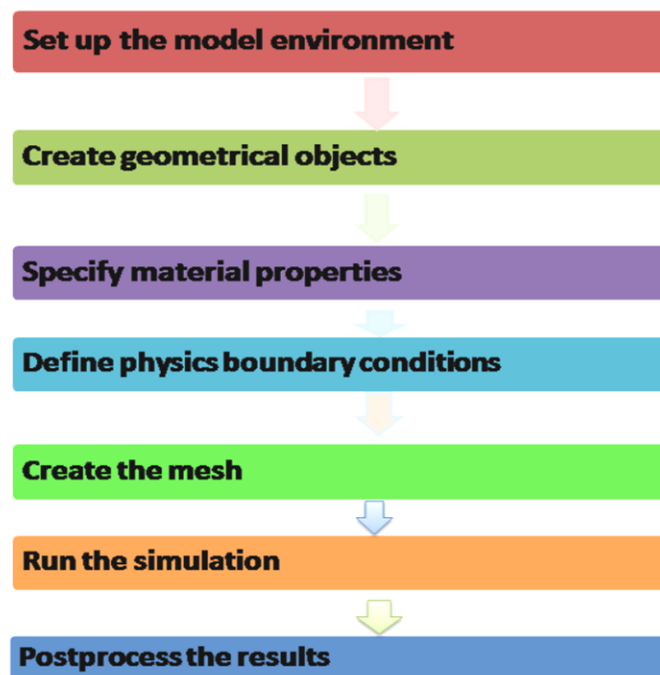 Set up the model environment
Create geometrical objects
Specify material properties
Define physics boundary conditions
Create the mesh
Run the simulation
Postprocess the results